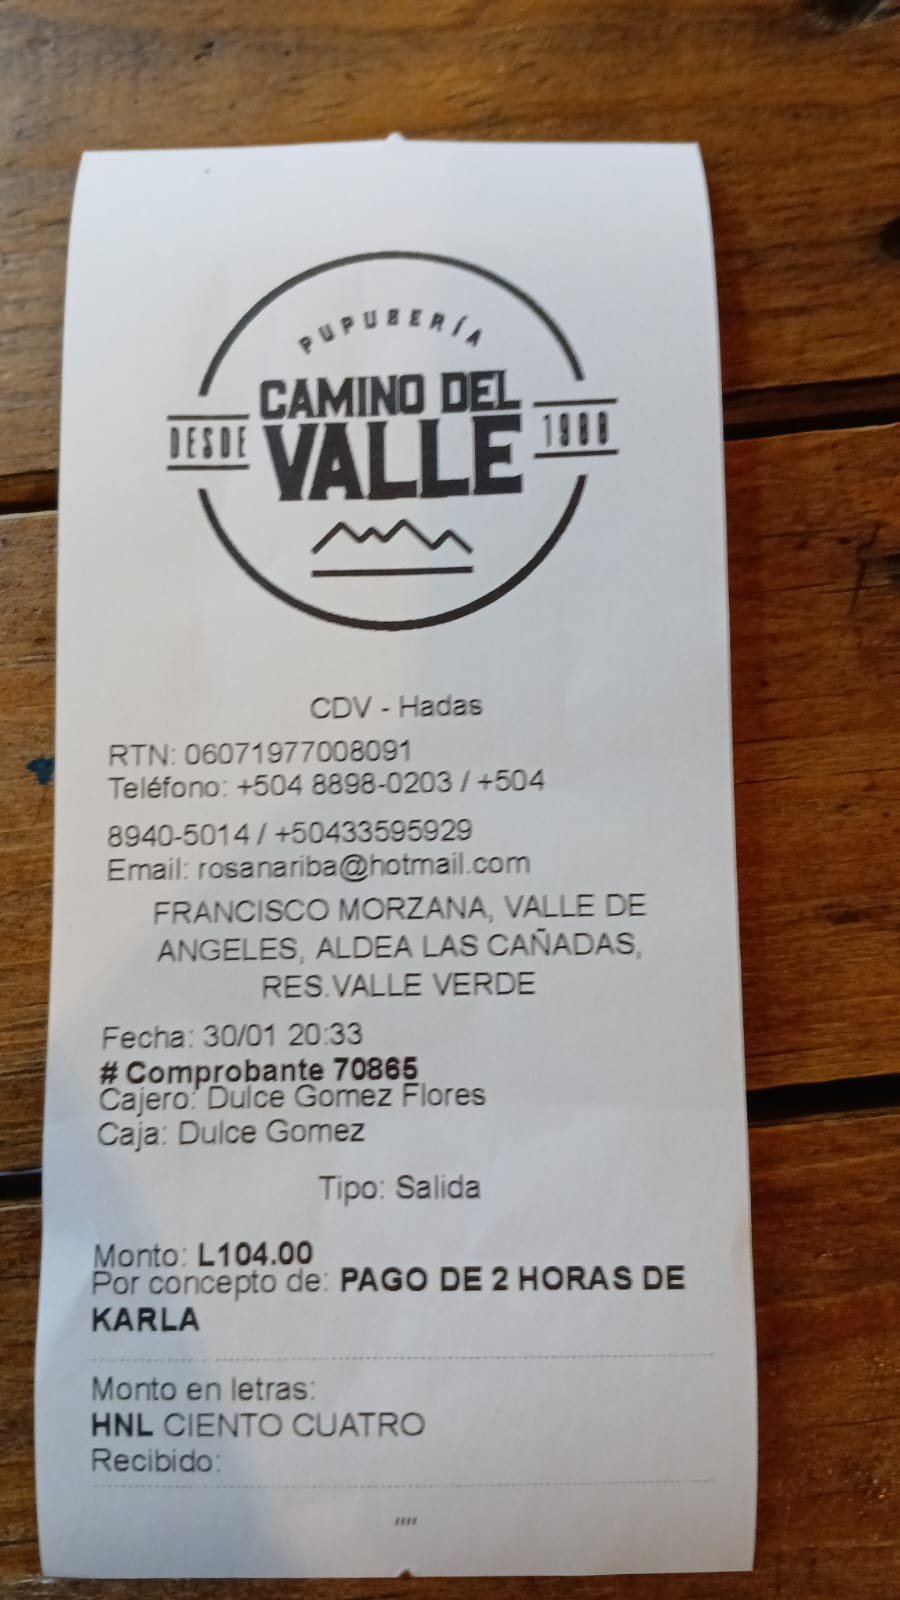 PUPUSERÍA
CAMINO DEL
DESDE VALLE 1988
CDV - Hadas
RTN: 06071977008091
Teléfono: +504 8898-0203 / +504
8940-5014 / +50433595929
Email: rosanariba@hotmail.com
FRANCISCO MORZANA, VALLE DE
ANGELES, ALDEA LAS CAÑADAS,
RES.VALLE VERDE
Fecha: 30/01 20:33
# Comprobante 70865
Cajero: Dulce Gomez Flores
Caja: Dulce Gomez
Tipo: Salida
Monto: L104.00
Por concepto de: PAGO DE 2 HORAS DE
KARLA
Monto en letras:
HNL CIENTO CUATRO
Recibido:
,,,,